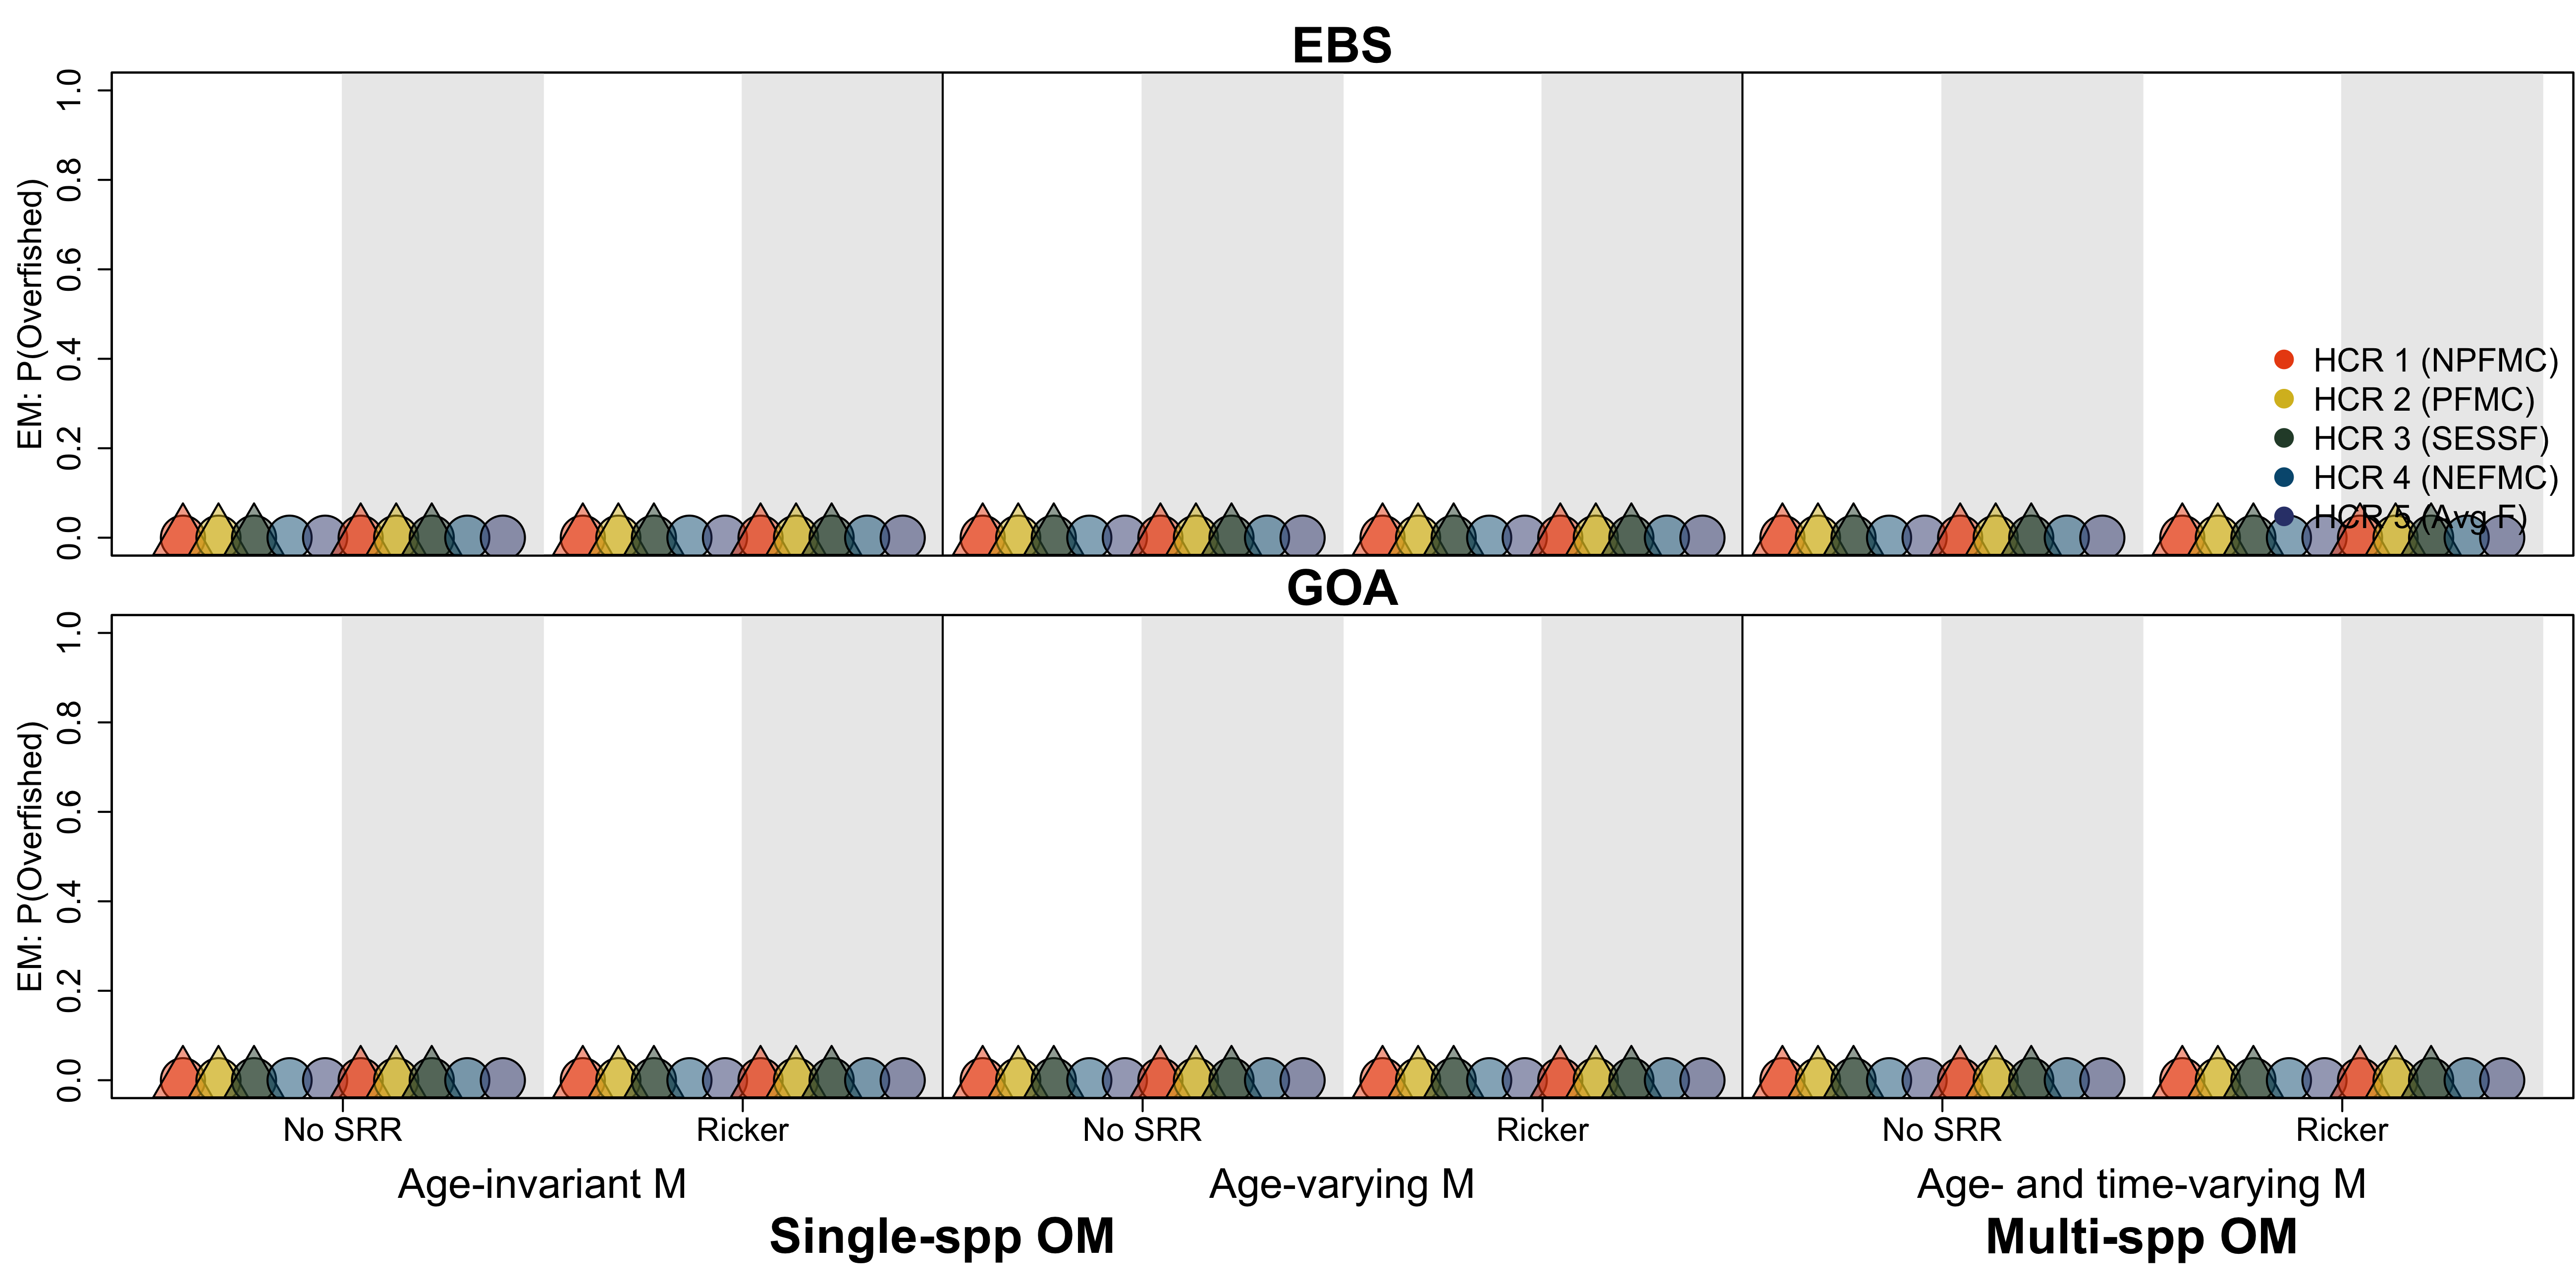 EBS
EM: P(Overfished)
0.0 0.2 0.4 0.6 0.8 1.0
HCR 1 (NPFMC)
HCR 2 (PFMC)
HCR 3 (SESSF)
HCR 4 (NEFMC)
HCR 5 (Avg F)
GOA
EM: P(Overfished)
0.0 0.2 0.4 0.6 0.8 1.0
No SRR Ricker No SRR Ricker No SRR Ricker
Age-invariant M Age-varying M Age- and time-varying M
Single-spp OM Multi-spp OM